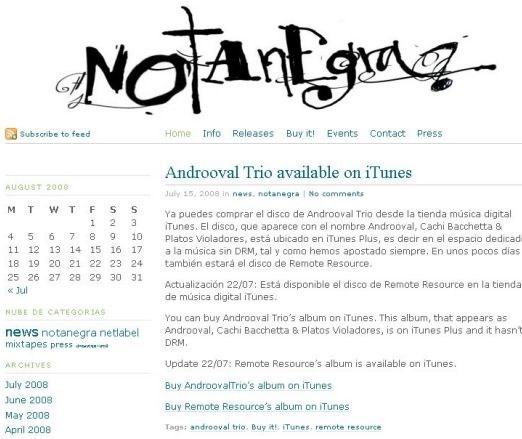 NOTANEGRA
Subscribe to feed
Home Info Releases Buy it! Events Contact Press
AUGUST 2008
M T W T F S S
1 2 3
4 5 6 7 8 9 10
11 12 13 14 15 16 17
18 19 20 21 22 23 24
25 26 27 28 29 30 31
« Jul
NUBE DE CATEGORIAS
news notanegra netlabel
mixtapes press
ARCHIVES
July 2008
June 2008
May 2008
April 2008
Androoval Trio available on iTunes
July 15, 2008 in news, notanegra | No comments
Ya puedes comprar el disco de Androoval Trio desde la tienda música digital
iTunes. El disco, que aparece con el nombre Androoval, Cachi Bacchetta &
Platos Violadores, está ubicado en iTunes Plus, es decir en el espacio dedicad
a la música sin DRM, tal y como hemos apostado siempre. En unos pocos días
también estará el disco de Remote Resource.
Actualización 22/07: Está disponible el disco de Remote Resource en la tienda
de música digital iTunes.
You can buy Androoval Trio's album on iTunes. This album, that appears as
Androoval, Cachi Bacchetta & Platos Violadores, is on iTunes Plus and it hasn't
DRM.
Update 22/07: Remote Resource's album is available on iTunes.
Buy AndroovalTrio's album on iTunes
Buy Remote Resource's album on iTunes
Tags: androoval trio, Buy it!, iTunes, remote resource